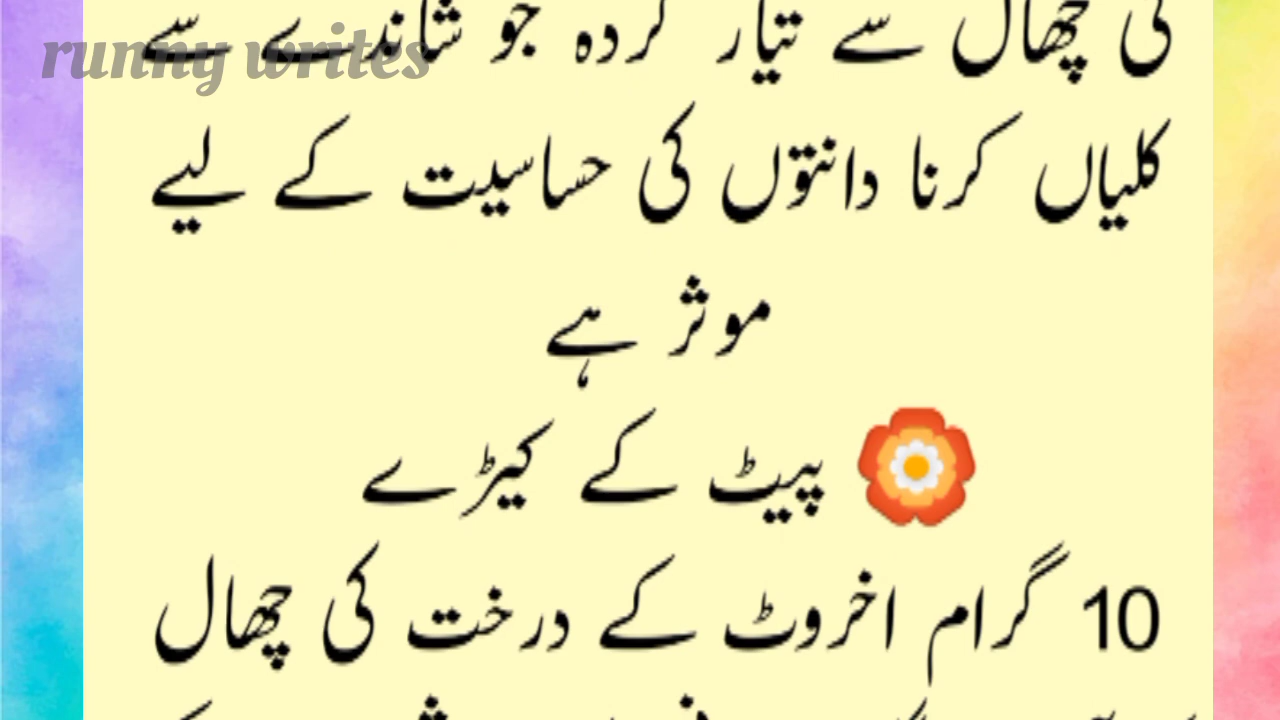 runny writes
کی چھال سے تیار کردہ جو شاندے سے
کلیاں کرنا دانتوں کی حساسیت کے لیے
موثر ہے
🏵️ پیٹ کے کیڑے
10 گرام اخروٹ کے درخت کی چھال